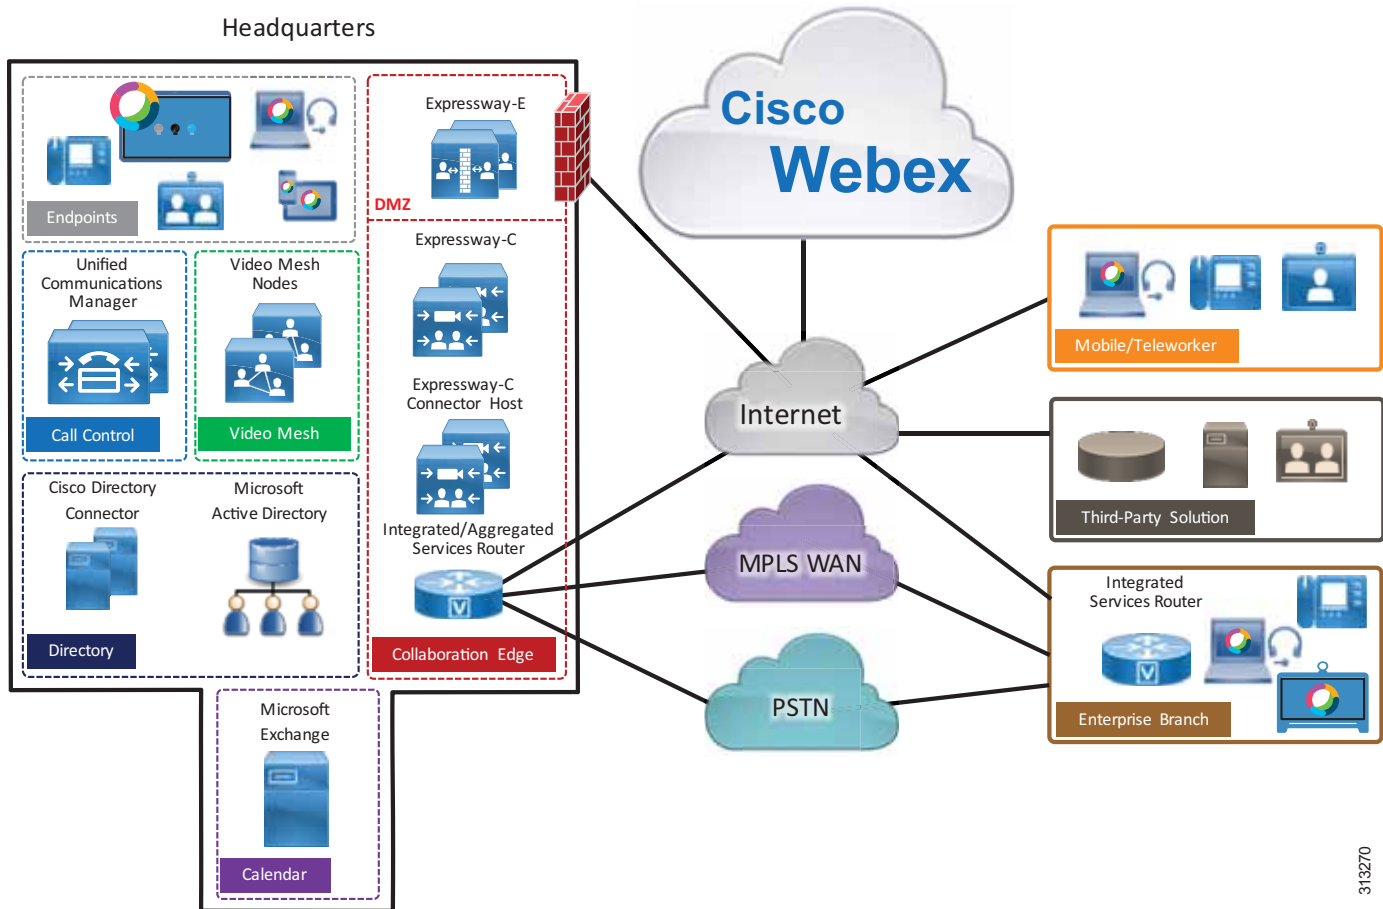 Headquarters
Endpoints
Unified
Communications
Manager
Call Control
Video Mesh
Nodes
Video Mesh
Cisco Directory
Connector
Microsoft
Active Directory
Directory
Microsoft
Exchange
Calendar
Expressway-E
DMZ
Expressway-C
Expressway-C
Connector Host
Integrated/Aggregated
Services Router
V
Collaboration Edge
Cisco
Webex
Internet
MPLS WAN
PSTN
Mobile/Teleworker
Third-Party Solution
Integrated
Services Router
V
Enterprise Branch
313270